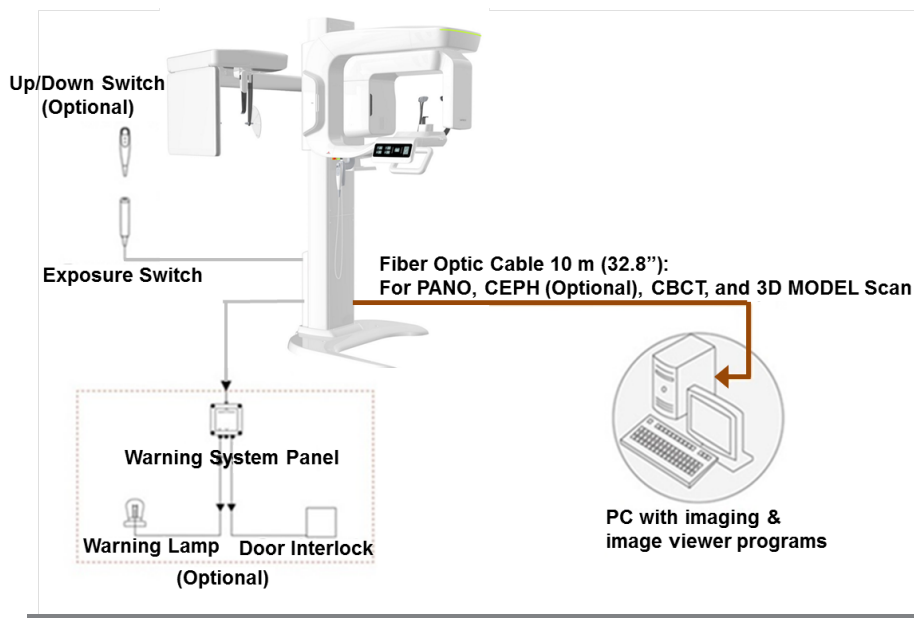 Up/Down Switch
(Optional)
Exposure Switch
Fiber Optic Cable 10 m (32.8”):
For PANO, CEPH (Optional), CBCT, and 3D MODEL Scan
Warning System Panel
Warning Lamp
Door Interlock
(Optional)
PC with imaging &
image viewer programs